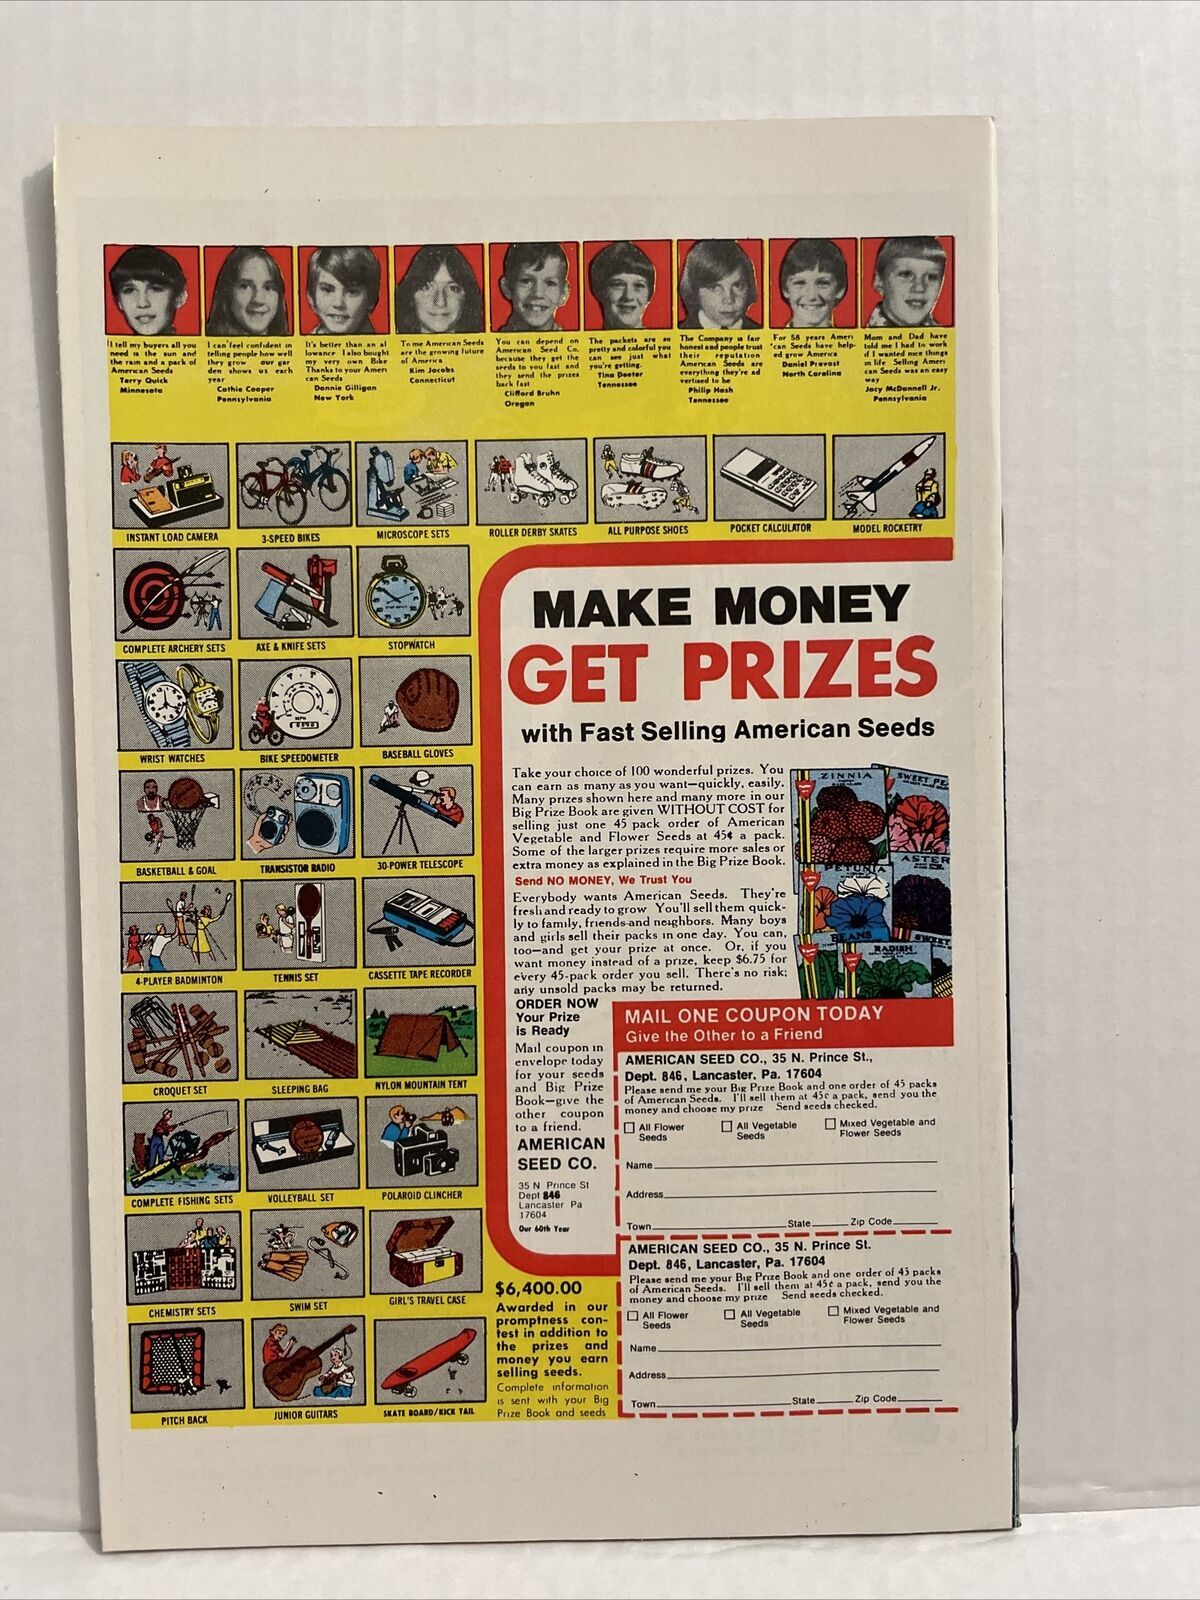 I tell my buyers all you
need is the sun and
the rain and a pack of
American Seeds
Terry Quick
Minnesota
I can feel confident in
telling people how well
they grow our gar
den shows us each
year
Cathie Cooper
Pennsylvania
It's better than an al
lowance I also bought
my very own Bike
Thanks to your Ameri
can Seeds
Donnie Gilligan
New York
To me American Seeds
are the growing future
of America
Kim Jacobs
Connecticut
You can depend on
American Seed Co.
because they get the
seeds to you fast and
they send the prizes
back fast
Clifford Bruhn
Oregon
The packets are so
pretty and colorful you
can see just what
you're getting.
Tina Deeter
Tennessee
The Company is fair
honest and people trust
their reputation
American Seeds are
everything they're ad
vertised to be
Philip Hash
Tennessee
For 58 years Ameri
can Seeds have help-
ed grow America
Daniel Prevost
North Carolina
Mom and Dad have
told me I had to work
if I wanted nice things
in life Selling Ameri
can Seeds was an easy
way
Jacy McDannell Jr.
Pennsylvania
INSTANT LOAD CAMERA
3-SPEED BIKES
MICROSCOPE SETS
ROLLER DERBY SKATES
ALL PURPOSE SHOES
POCKET CALCULATOR
MODEL ROCKETRY
COMPLETE ARCHERY SETS
AXE & KNIFE SETS
STOPWATCH
WRIST WATCHES
MPH
BIKE SPEEDOMETER
BASEBALL GLOVES
BASKETBALL & GOAL
TRANSISTOR RADIO
30-POWER TELESCOPE
4-PLAYER BADMINTON
TENNIS SET
CASSETTE TAPE RECORDER
CROQUET SET
SLEEPING BAG
NYLON MOUNTAIN TENT
COMPLETE FISHING SETS
VOLLEYBALL SET
POLAROID CLINCHER
CHEMISTRY SETS
SWIM SET
GIRL'S TRAVEL CASE
PITCH BACK
JUNIOR GUITARS
SKATE BOARD/KICK TAIL
MAKE MONEY
GET PRIZES
with Fast Selling American Seeds
Take your choice of 100 wonderful prizes. You
can earn as many as you want—quickly, easily.
Many prizes shown here and many more in our
Big Prize Book are given WITHOUT COST for
selling just one 45 pack order of American
Vegetable and Flower Seeds at 45¢ a pack.
Some of the larger prizes require more sales or
extra money as explained in the Big Prize Book.
Send NO MONEY, We Trust You
Everybody wants American Seeds. They're
fresh and ready to grow You'll sell them quick-
ly to family, friends and neighbors. Many boys
and girls sell their packs in one day. You can,
too—and get your prize at once. Or, if you
want money instead of a prize, keep $6.75 for
every 45-pack order you sell. There's no risk;
any unsold packs may be returned.
ZINNIA
SWEET PE
PETUNIA
ASTER
BEANS
RADISH
SWEET
ORDER NOW
Your Prize
is Ready
Mail coupon in
envelope today
for your seeds
and Big Prize
Book—give the
other coupon
to a friend.
AMERICAN
SEED CO.
35 N Prince St
Dept 846
Lancaster Pa
17604
Our 60th Year
$6,400.00
Awarded in our
promptness con-
test in addition to
the prizes and
money you earn
selling seeds.
Complete information
is sent with your Big
Prize Book and seeds
MAIL ONE COUPON TODAY
Give the Other to a Friend
AMERICAN SEED CO., 35 N. Prince St.,
Dept. 846, Lancaster, Pa. 17604
Please send me your Big Prize Book and one order of 45 packs
of American Seeds. I'll sell them at 45¢ a pack, send you the
money and choose my prize Send seeds checked.
All Flower Seeds
All Vegetable Seeds
Mixed Vegetable and Flower Seeds
Name
Address
Town State Zip Code
AMERICAN SEED CO., 35 N. Prince St.
Dept. 846, Lancaster, Pa. 17604
Please send me your Big Prize Book and one order of 45 packs
of American Seeds. I'll sell them at 45¢ a pack, send you the
money and choose my prize Send seeds checked.
All Flower Seeds
All Vegetable Seeds
Mixed Vegetable and Flower Seeds
Name
Address
Town State Zip Code